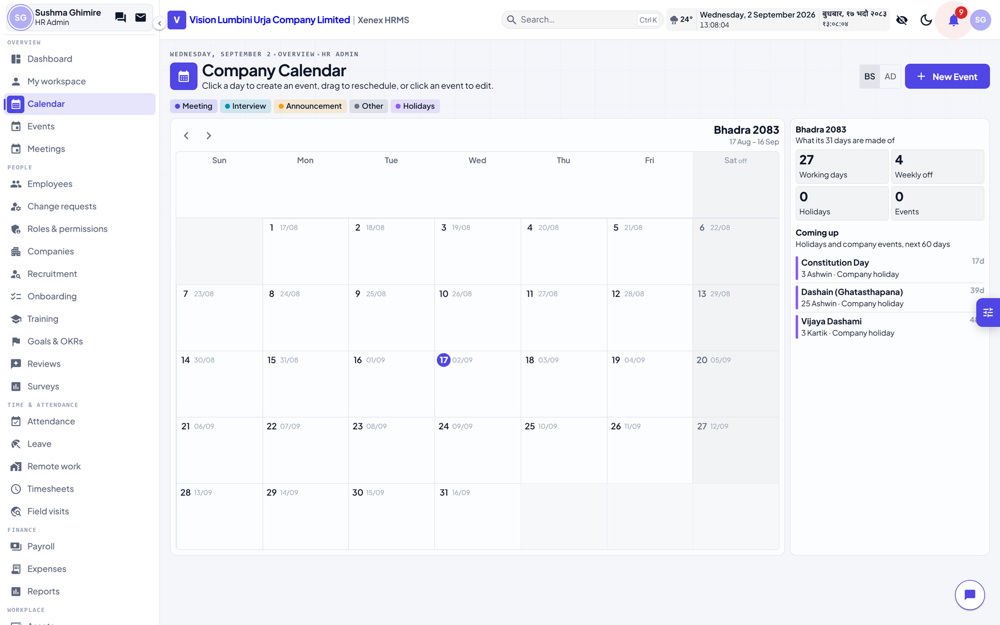 SG
Sushma Ghimire
HR Admin
OVERVIEW
Dashboard
My workspace
Calendar
Events
Meetings
PEOPLE
Employees
Change requests
Roles & permissions
Companies
Recruitment
Onboarding
Training
Goals & OKRs
Reviews
Surveys
TIME & ATTENDANCE
Attendance
Leave
Remote work
Timesheets
Field visits
FINANCE
Payroll
Expenses
Reports
WORKPLACE
V Vision Lumbini Urja Company Limited | Xenex HRMS
Search... Ctrl K
24°
Wednesday, 2 September 2026
13:08:04
बुधबार, १७ भदौ २०८३
१३:०८:०४
9
SG
WEDNESDAY, SEPTEMBER 2 • OVERVIEW • HR ADMIN
Company Calendar
Click a day to create an event, drag to reschedule, or click an event to edit.
BS AD
+ New Event
Meeting Interview Announcement Other Holidays
Bhadra 2083
17 Aug – 16 Sep
Sun Mon Tue Wed Thu Fri Sat off
1 17/08 2 18/08 3 19/08 4 20/08 5 21/08 6 22/08
7 23/08 8 24/08 9 25/08 10 26/08 11 27/08 12 28/08 13 29/08
14 30/08 15 31/08 16 01/09 17 02/09 18 03/09 19 04/09 20 05/09
21 06/09 22 07/09 23 08/09 24 09/09 25 10/09 26 11/09 27 12/09
28 13/09 29 14/09 30 15/09 31 16/09
Bhadra 2083
What its 31 days are made of
27
Working days
4
Weekly off
0
Holidays
0
Events
Coming up
Holidays and company events, next 60 days
Constitution Day 17d
3 Ashwin · Company holiday
Dashain (Ghatasthapana) 39d
25 Ashwin · Company holiday
Vijaya Dashami
3 Kartik · Company holiday